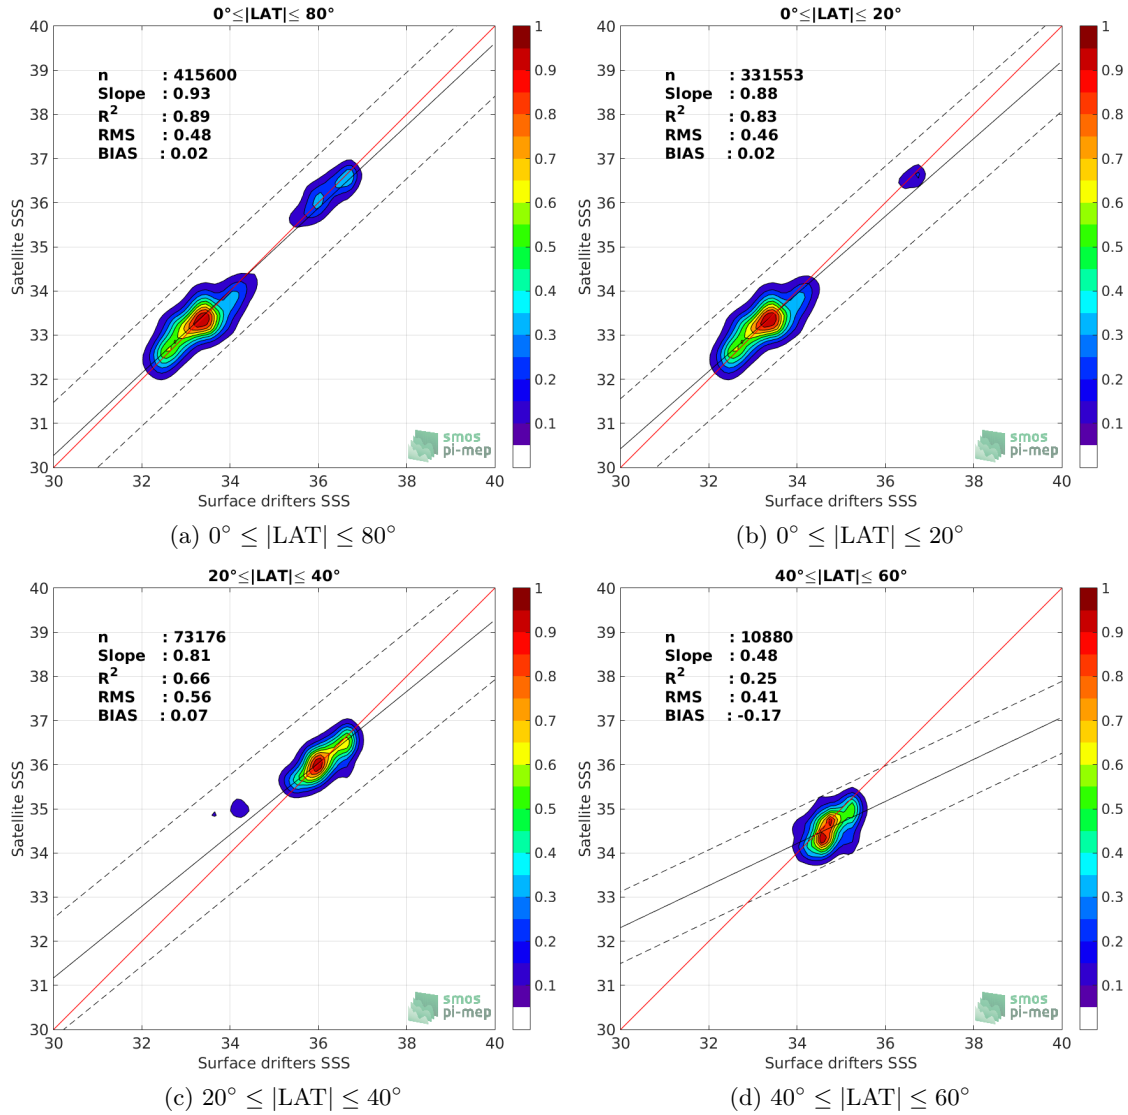 0°≤|LAT|≤ 80°
n : 415600
Slope : 0.93
R² : 0.89
RMS : 0.48
BIAS : 0.02
Satellite SSS
40
39
38
37
36
35
34
33
32
31
30
30 32 34 36 38 40
Surface drifters SSS
smos
pi-mep
1
0.9
0.8
0.7
0.6
0.5
0.4
0.3
0.2
0.1
(a) 0° ≤ |LAT| ≤ 80°
0°≤|LAT|≤ 20°
n : 331553
Slope : 0.88
R² : 0.83
RMS : 0.46
BIAS : 0.02
Satellite SSS
40
39
38
37
36
35
34
33
32
31
30
30 32 34 36 38 40
Surface drifters SSS
smos
pi-mep
1
0.9
0.8
0.7
0.6
0.5
0.4
0.3
0.2
0.1
(b) 0° ≤ |LAT| ≤ 20°
20°≤|LAT|≤ 40°
n : 73176
Slope : 0.81
R² : 0.66
RMS : 0.56
BIAS : 0.07
Satellite SSS
40
39
38
37
36
35
34
33
32
31
30
30 32 34 36 38 40
Surface drifters SSS
smos
pi-mep
1
0.9
0.8
0.7
0.6
0.5
0.4
0.3
0.2
0.1
(c) 20° ≤ |LAT| ≤ 40°
40°≤|LAT|≤ 60°
n : 10880
Slope : 0.48
R² : 0.25
RMS : 0.41
BIAS : -0.17
Satellite SSS
40
39
38
37
36
35
34
33
32
31
30
30 32 34 36 38 40
Surface drifters SSS
smos
pi-mep
1
0.9
0.8
0.7
0.6
0.5
0.4
0.3
0.2
0.1
(d) 40° ≤ |LAT| ≤ 60°